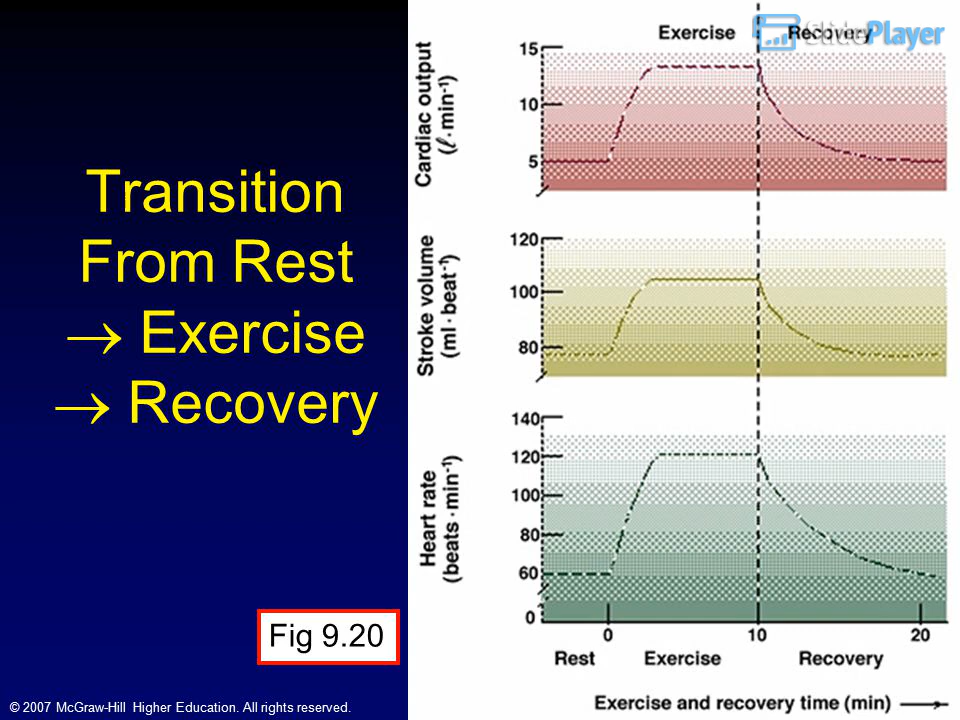 Transition
From Rest
→ Exercise
→ Recovery
Fig 9.20
© 2007 McGraw-Hill Higher Education. All rights reserved.
SlidePlayer
Exercise Recovery
Cardiac output
(ℓ·min⁻¹)
15
10
5
Stroke volume
(ml·beat⁻¹)
120
100
80
Heart rate
(beats·min⁻¹)
140
120
100
80
60
0
0 10 20
Rest Exercise Recovery
Exercise and recovery time (min) →